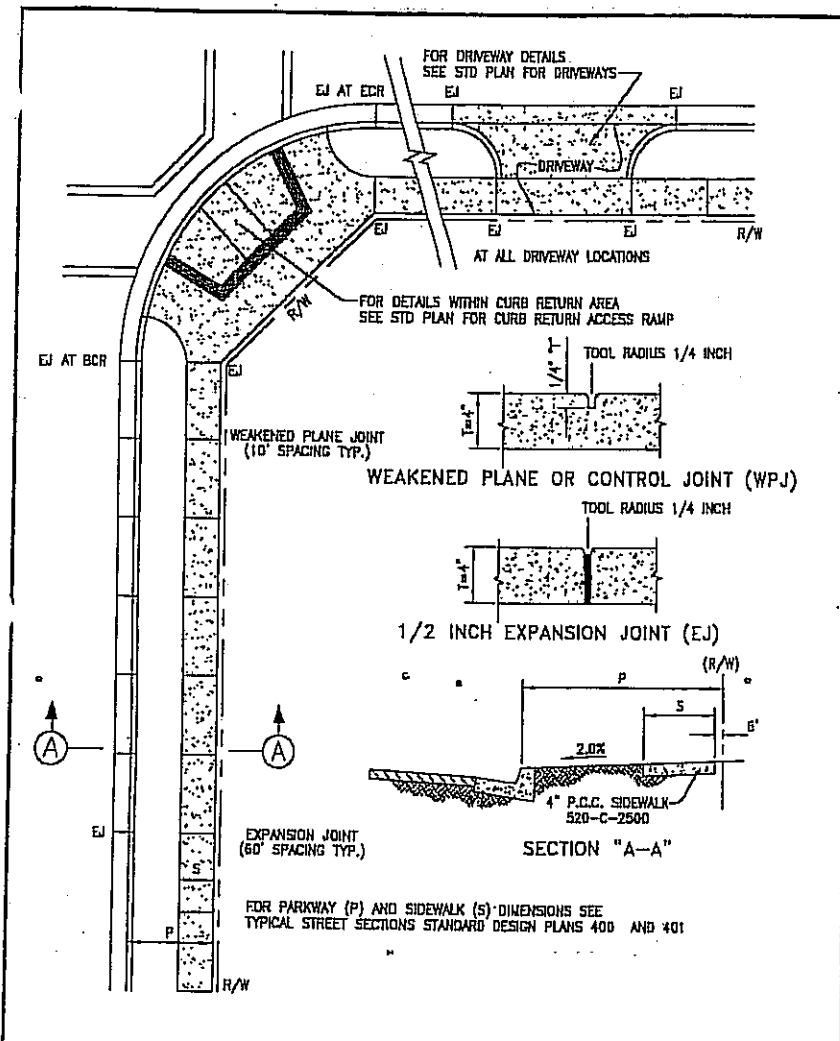 FOR DRIVEWAY DETAILS
SEE STD PLAN FOR DRIVEWAYS
EJ AT ECR
EJ
EJ
DRIVEWAY
EJ
EJ
EJ
R/W
AT ALL DRIVEWAY LOCATIONS
R/W
FOR DETAILS WITHIN CURB RETURN AREA
SEE STD PLAN FOR CURB RETURN ACCESS RAMP
EJ AT BCR
EJ
1/4" T
TOOL RADIUS 1/4 INCH
T=4"
WEAKENED PLANE JOINT
(10' SPACING TYP.)
WEAKENED PLANE OR CONTROL JOINT (WPJ)
TOOL RADIUS 1/4 INCH
T=4"
1/2 INCH EXPANSION JOINT (EJ)
(R/W)
P
S
6'
A
A
2.0%
4" P.C.C. SIDEWALK
520-C-2500
SECTION "A-A"
EJ
EXPANSION JOINT
(60' SPACING TYP.)
S
FOR PARKWAY (P) AND SIDEWALK (S) DIMENSIONS SEE
TYPICAL STREET SECTIONS STANDARD DESIGN PLANS 400 AND 401
P
R/W